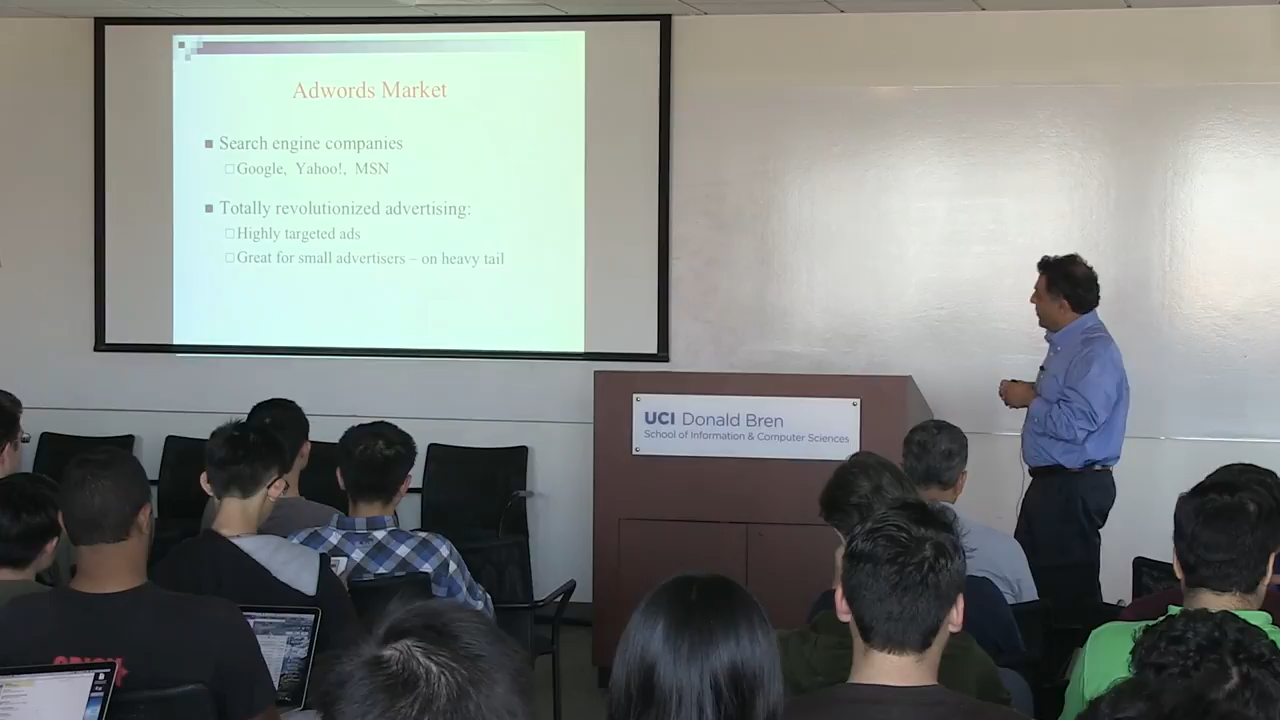 Adwords Market
Search engine companies
Google, Yahoo!, MSN
Totally revolutionized advertising:
Highly targeted ads
Great for small advertisers – on heavy tail
UCI Donald Bren
School of Information & Computer Sciences